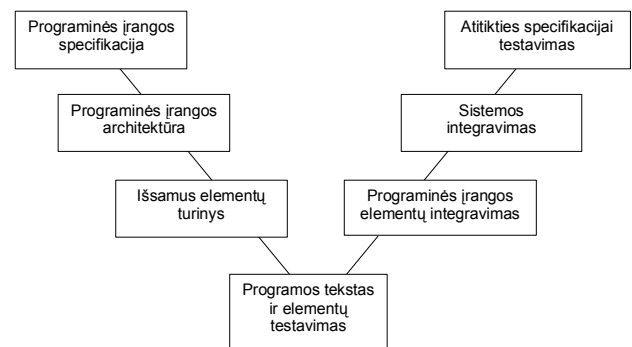 Programinės įrangos
specifikacija
Atitikties specifikacijai
testavimas
Programinės įrangos
architektūra
Sistemos
integravimas
Išsamus elementų
turinys
Programinės įrangos
elementų integravimas
Programos tekstas
ir elementų
testavimas